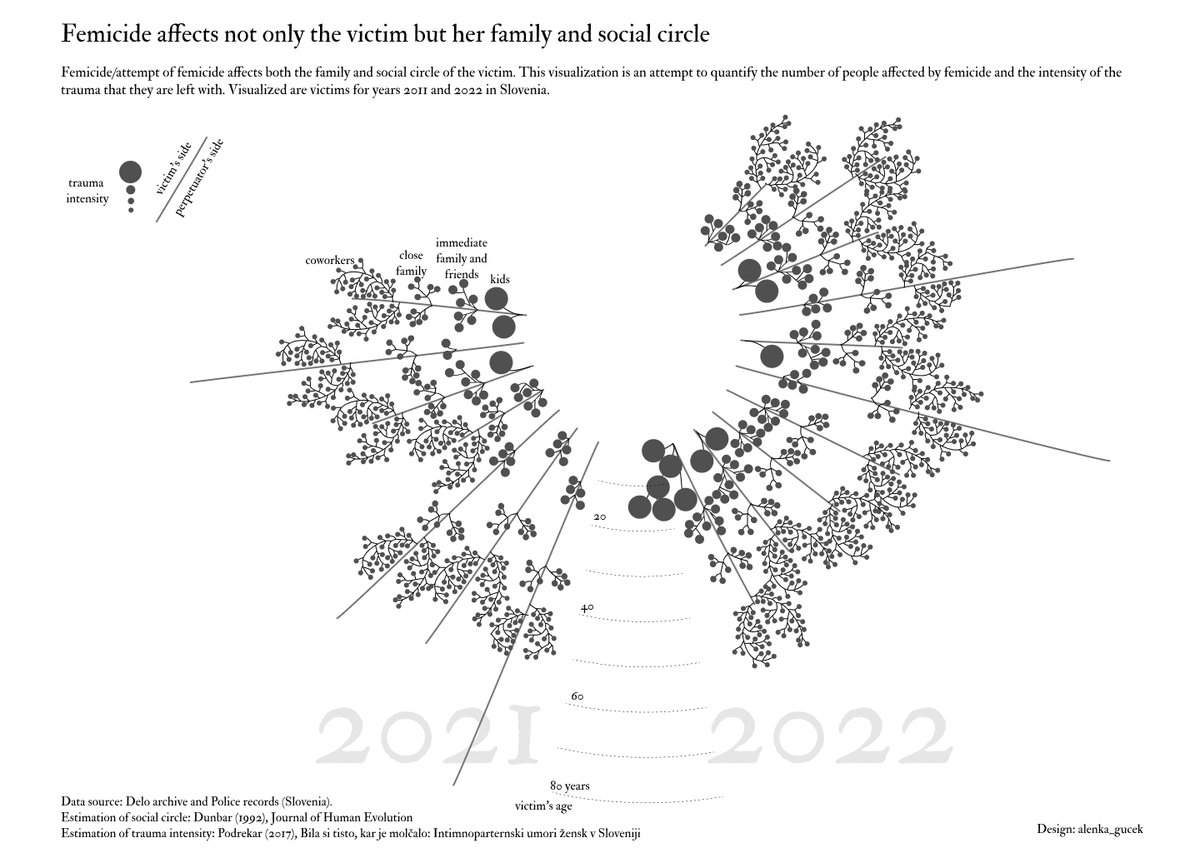 Femicide affects not only the victim but her family and social circle
Femicide/attempt of femicide affects both the family and social circle of the victim. This visualization is an attempt to quantify the number of people affected by femicide and the intensity of the
trauma that they are left with. Visualized are victims for years 2011 and 2022 in Slovenia.
trauma
intensity
victim's side
perpetuator's side
coworkers
close
family
immediate
family and
friends
kids
20
40
60
80 years
victim's age
2021
2022
Data source: Delo archive and Police records (Slovenia).
Estimation of social circle: Dunbar (1992), Journal of Human Evolution
Estimation of trauma intensity: Podrekar (2017), Bila si tisto, kar je molčalo: Intimnoparternski umori žensk v Sloveniji
Design: alenka_gucek